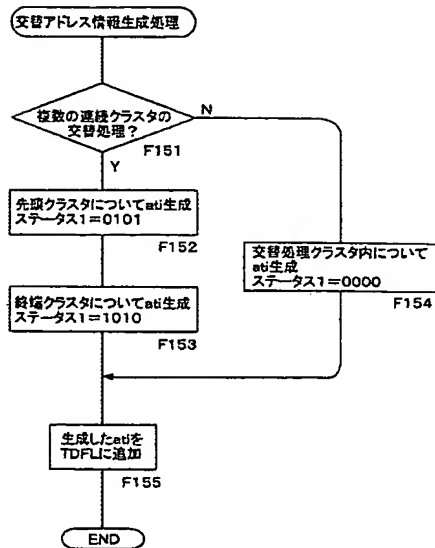 交替アドレス情報生成処理
複数の連続クラスタの
交替処理?
N
F151
Y
先頭クラスタについてati生成
ステータス1=0101
F152
交替処理クラスタ内について
ati生成
ステータス1=0000
F154
終端クラスタについてati生成
ステータス1=1010
F153
生成したatiを
TDFLに追加
F155
END